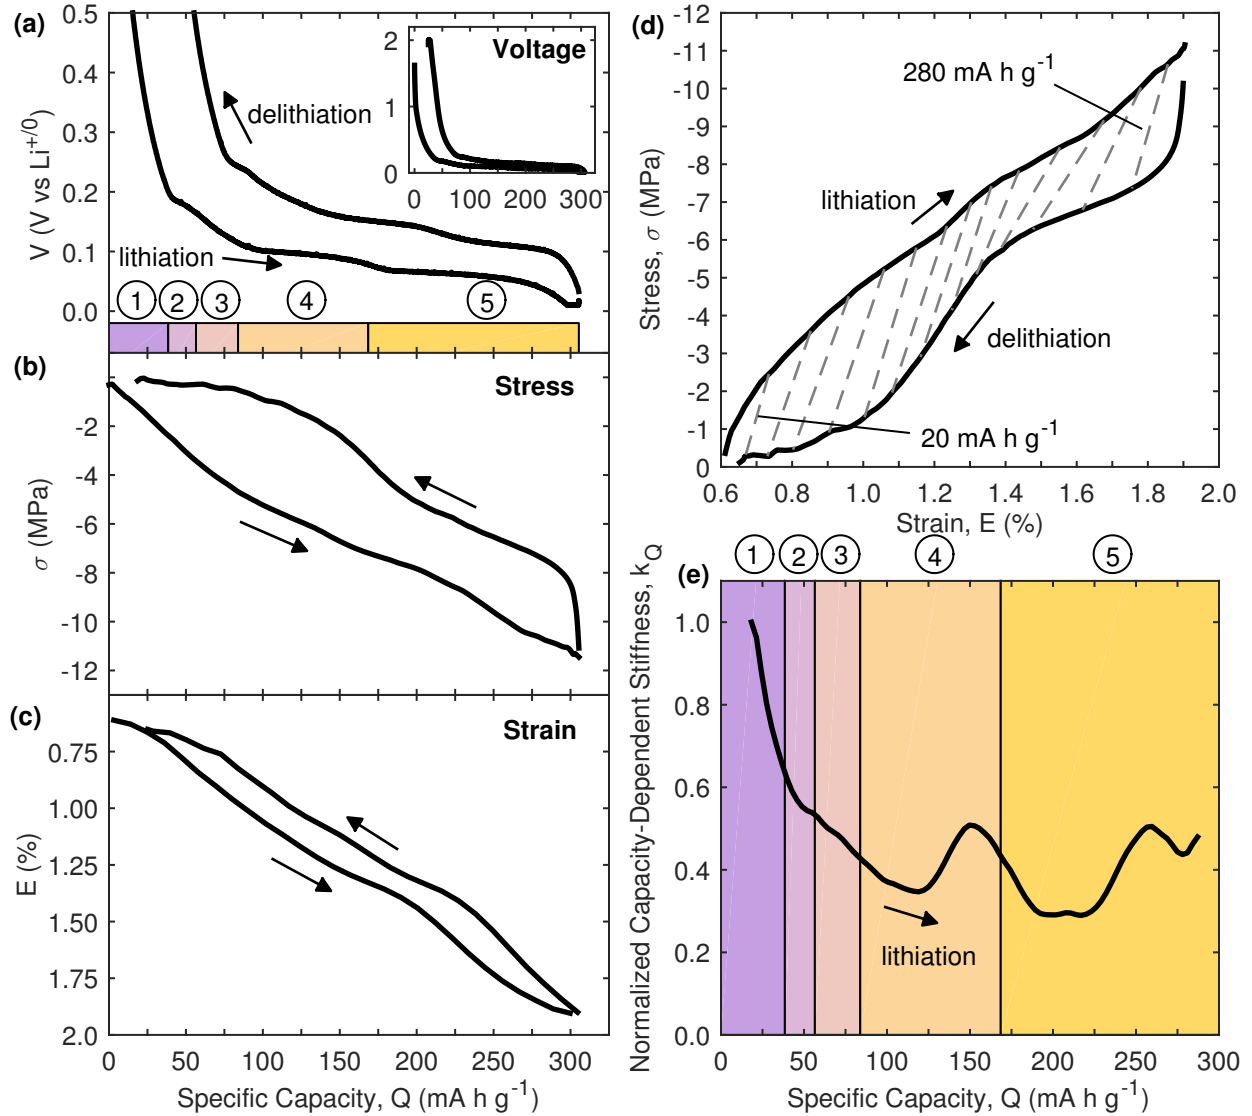 (a)
0.5
0.4
0.3
0.2
0.1
0.0
V (V vs Li+/0)
Voltage
2
1
0
0 100 200 300
delithiation
lithiation
1 2 3 4 5
(b)
Stress
-2
-4
-6
-8
-10
-12
σ (MPa)
(c)
Strain
0.75
1.00
1.25
1.50
1.75
2.0
E (%)
0 50 100 150 200 250 300
Specific Capacity, Q (mA h g-1)
(d)
-12
-11
-10
-9
-8
-7
-6
-5
-4
-3
-2
-1
0
Stress, σ (MPa)
280 mA h g-1
lithiation
delithiation
20 mA h g-1
0.6 0.8 1.0 1.2 1.4 1.6 1.8 2.0
Strain, E (%)
1 2 3 4 5
(e)
1.0
0.8
0.6
0.4
0.2
0.0
Normalized Capacity-Dependent Stiffness, kQ
lithiation
0 50 100 150 200 250 300
Specific Capacity, Q (mA h g-1)